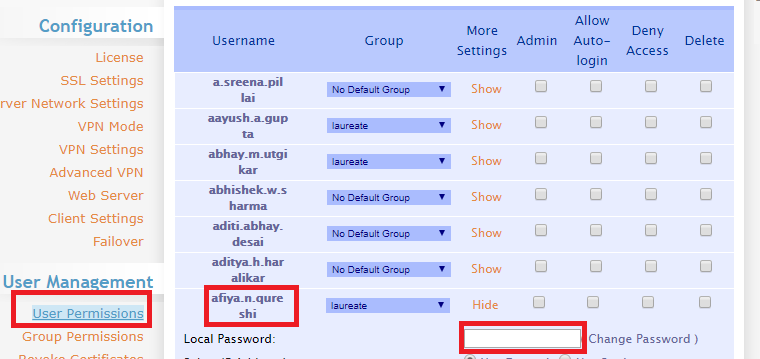 Configuration
License
SSL Settings
rver Network Settings
VPN Mode
VPN Settings
Advanced VPN
Web Server
Client Settings
Failover
User Management
User Permissions
Group Permissions
Revoke Certificates
Username Group More Settings Admin Allow Auto-login Deny Access Delete
a.sreena.pil
lai No Default Group Show
aayush.a.gup
ta laureate Show
abhay.m.utgi
kar laureate Show
abhishek.w.s
harma No Default Group Show
aditi.abhay.
desai No Default Group Show
aditya.h.har
alikar No Default Group Show
afiya.n.qure
shi laureate Hide
Local Password: ( Change Password )